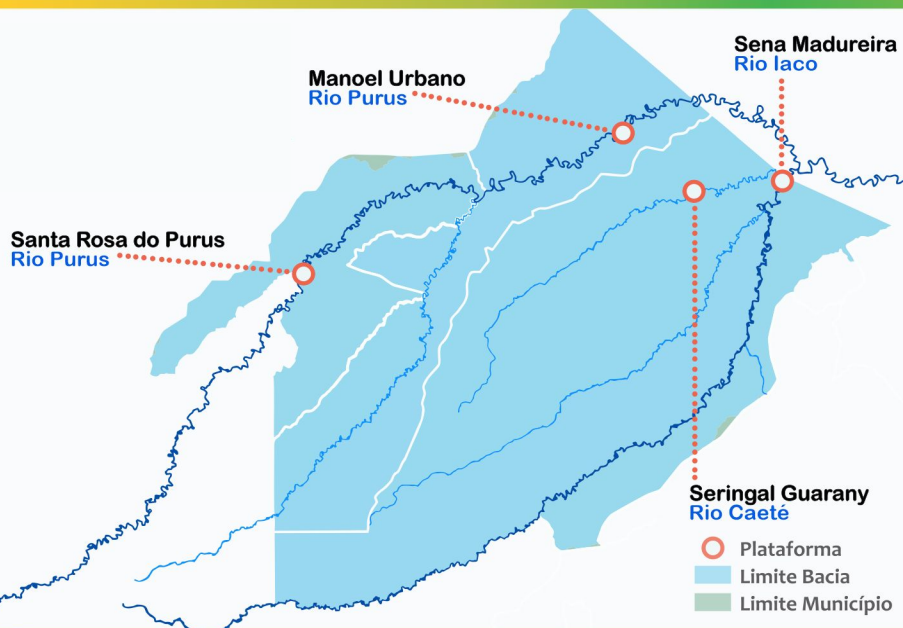 Sena Madureira
Rio Iaco
Manoel Urbano
Rio Purus
Santa Rosa do Purus
Rio Purus
Seringal Guarany
Rio Caeté
Plataforma
Limite Bacia
Limite Município